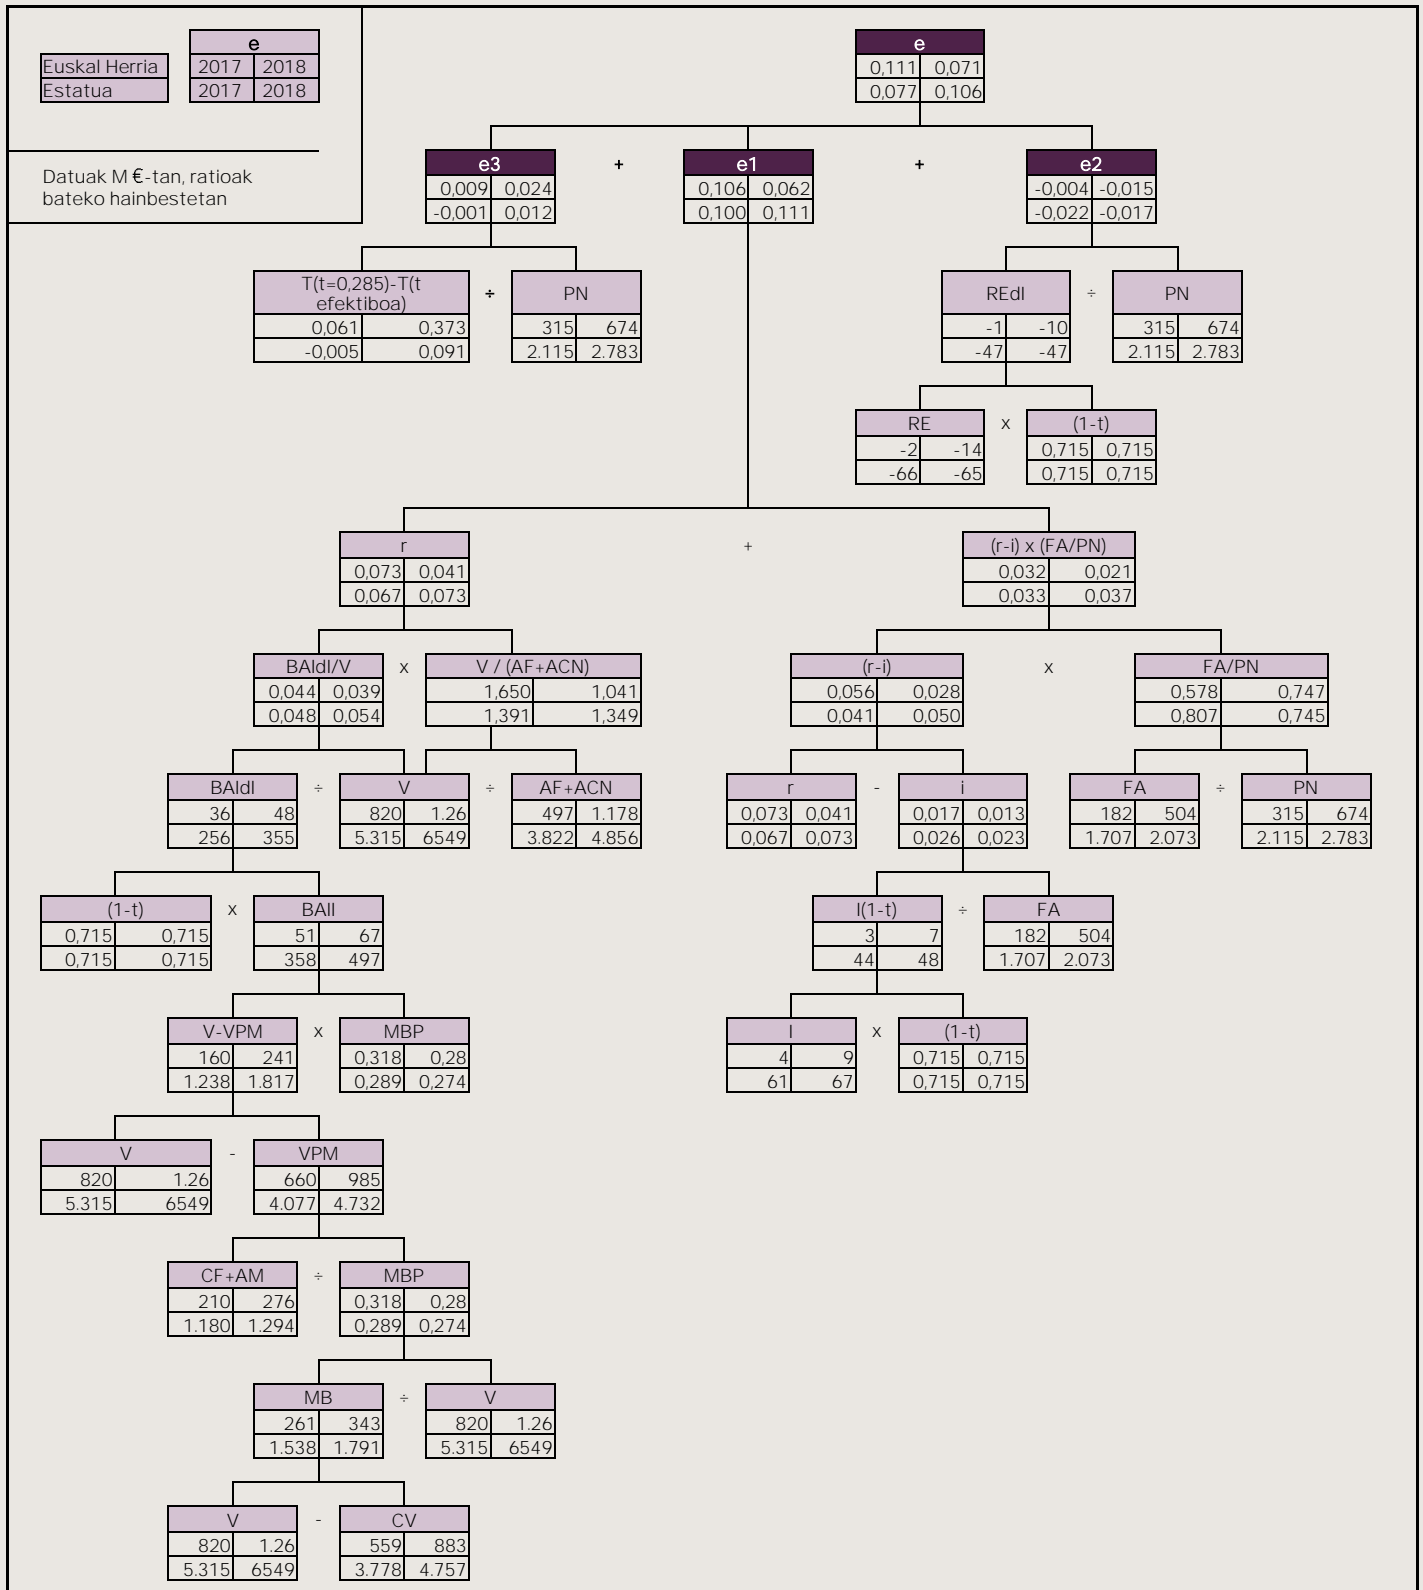 e
Euskal Herria 2017 2018
Estatua 2017 2018
Datuak M €-tan, ratioak
bateko hainbestetan
e
0,111 0,071
0,077 0,106
e3 + e1 + e2
0,009 0,024 0,106 0,062 -0,004 -0,015
-0,001 0,012 0,100 0,111 -0,022 -0,017
T(t=0,285)-T(t
efektiboa)
÷ PN REdI ÷ PN
0,061 0,373 315 674 -1 -10 315 674
-0,005 0,091 2.115 2.783 -47 -47 2.115 2.783
RE x (1-t)
-2 -14 0,715 0,715
-66 -65 0,715 0,715
r + (r-i) x (FA/PN)
0,073 0,041 0,032 0,021
0,067 0,073 0,033 0,037
BAIdI/V x V / (AF+ACN) (r-i) x FA/PN
0,044 0,039 1,650 1,041 0,056 0,028 0,578 0,747
0,048 0,054 1,391 1,349 0,041 0,050 0,807 0,745
BAIdI ÷ V ÷ AF+ACN r - i FA ÷ PN
36 48 820 1.26 497 1.178 0,073 0,041 0,017 0,013 182 504 315 674
256 355 5.315 6549 3.822 4.856 0,067 0,073 0,026 0,023 1.707 2.073 2.115 2.783
(1-t) x BAII I(1-t) ÷ FA
0,715 0,715 51 67 3 7 182 504
0,715 0,715 358 497 44 48 1.707 2.073
V-VPM x MBP I x (1-t)
160 241 0,318 0,28 4 9 0,715 0,715
1.238 1.817 0,289 0,274 61 67 0,715 0,715
V - VPM
820 1.26 660 985
5.315 6549 4.077 4.732
CF+AM ÷ MBP
210 276 0,318 0,28
1.180 1.294 0,289 0,274
MB ÷ V
261 343 820 1.26
1.538 1.791 5.315 6549
V - CV
820 1.26 559 883
5.315 6549 3.778 4.757